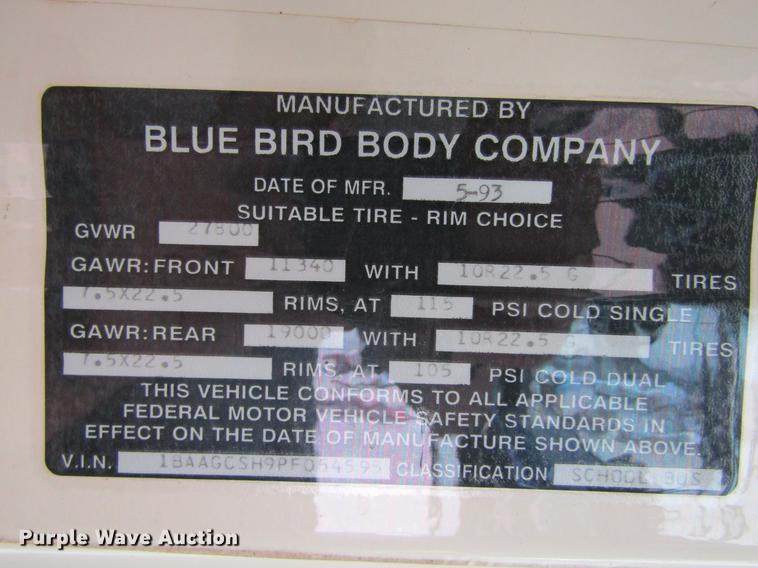 MANUFACTURED BY
BLUE BIRD BODY COMPANY
DATE OF MFR. 5-93
SUITABLE TIRE - RIM CHOICE
GVWR 27800
GAWR: FRONT 11340 WITH 10R22.5 G TIRES
7.5X22.5 RIMS, AT 115 PSI COLD SINGLE
GAWR: REAR 19000 WITH 10R22.5 G TIRES
7.5X22.5 RIMS, AT 105 PSI COLD DUAL
THIS VEHICLE CONFORMS TO ALL APPLICABLE
FEDERAL MOTOR VEHICLE SAFETY STANDARDS IN
EFFECT ON THE DATE OF MANUFACTURE SHOWN ABOVE.
V.I.N. 1BAAGCSH9PF054595 CLASSIFICATION SCHOOL BUS
Purple Wave Auction